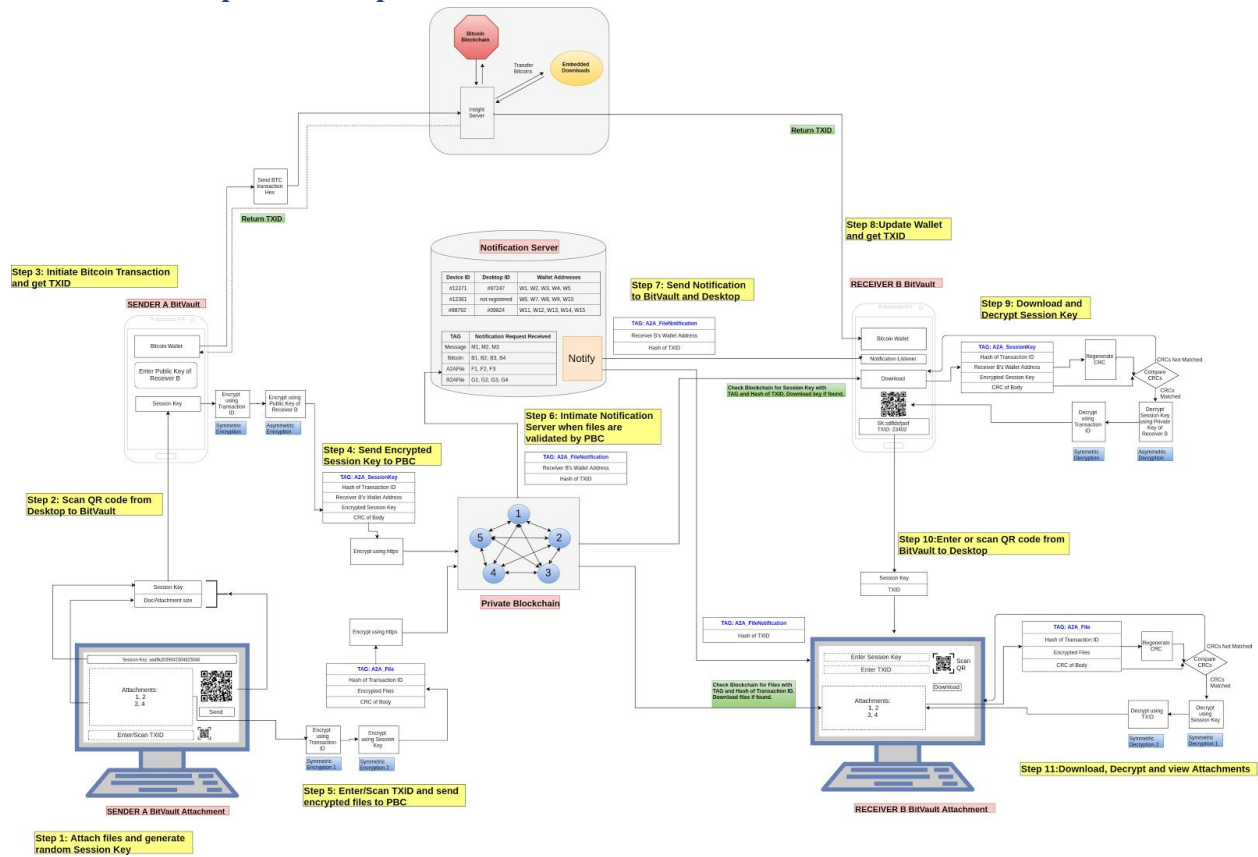 Bitcoin
Blockchain
Transfer
Bitcoins
Embedded
Downloads
Insight
Server
Return TXID
Send BTC
transaction
Hex
Return TXID
Step 8:Update Wallet
and get TXID
Notification Server
Device ID Desktop ID Wallet Addresses
#12371 #87247 W1, W2, W3, W4, W5
#12361 not registered W6, W7, W8, W9, W10
#98792 #09824 W11, W12, W13, W14, W15
TAG Notification Request Received
Message M1, M2, M3
Bitcoin B1, B2, B3, B4
A2AFile F1, F2, F3
B2AFile G1, G2, G3, G4
Notify
Step 3: Initiate Bitcoin Transaction
and get TXID
SENDER A BitVault
Bitcoin Wallet
Enter Public Key of
Receiver B
Session Key
Encrypt
using
Transaction
ID
Symmetric
Encryption
Encrypt using
Public Key of
Receiver B
Asymmetric
Encryption
Step 7: Send Notification
to BitVault and Desktop
TAG: A2A_FileNotification
Receiver B's Wallet Address
Hash of TXID
RECEIVER B BitVault
Bitcoin Wallet
Notification Listener
Download
TXID: 23402
Check Blockchain for Session Key with
TAG and Hash of TXID. Download key if found.
Step 9: Download and
Decrypt Session Key
TAG: A2A_SessionKey
Hash of Transaction ID
Receiver B's Wallet Address
Encrypted Session Key
CRC of Body
Regenerate
CRC
CRCs Not Matched
Compare
CRCs
CRCs
Matched
Decrypt
using
Transaction
ID
Symmetric
Decryption
Decrypt
Session Key
using Private
Key of
Receiver B
Asymmetric
Decryption
Step 2: Scan QR code from
Desktop to BitVault
Step 4: Send Encrypted
Session Key to PBC
TAG: A2A_SessionKey
Hash of Transaction ID
Receiver B's Wallet Address
Encrypted Session Key
CRC of Body
Encrypt using https
Step 6: Intimate Notification
Server when files are
validated by PBC
TAG: A2A_FileNotification
Receiver B's Wallet Address
Hash of TXID
1
2
3
4
5
Private Blockchain
Step 10:Enter or scan QR code from
BitVault to Desktop
Session Key
TXID
Session Key
Doc/Attachment size
Attachments:
1, 2
3, 4
Send
Enter/Scan TXID
SENDER A BitVault Attachment
Step 1: Attach files and generate
random Session Key
Encrypt using https
TAG: A2A_File
Hash of Transaction ID
Encrypted Files
CRC of Body
Encrypt
using
Transaction
ID
Symmetric
Encryption 1
Encrypt
using Session
Key
Symmetric
Encryption 2
Step 5: Enter/Scan TXID and send
encrypted files to PBC
TAG: A2A_FileNotification
Hash of TXID
Check Blockchain for Files with
TAG and Hash of Transaction ID.
Download files if found.
Enter Session Key
Enter TXID
Scan
QR
Download
Attachments:
1, 2
3, 4
RECEIVER B BitVault Attachment
TAG: A2A_File
Hash of Transaction ID
Encrypted Files
CRC of Body
Regenerate
CRC
CRCs Not Matched
Compare
CRCs
CRCs
Matched
Decrypt using
TXID
Symmetric
Decryption 2
Decrypt
using
Session Key
Symmetric
Decryption 1
Step 11:Download, Decrypt and view Attachments